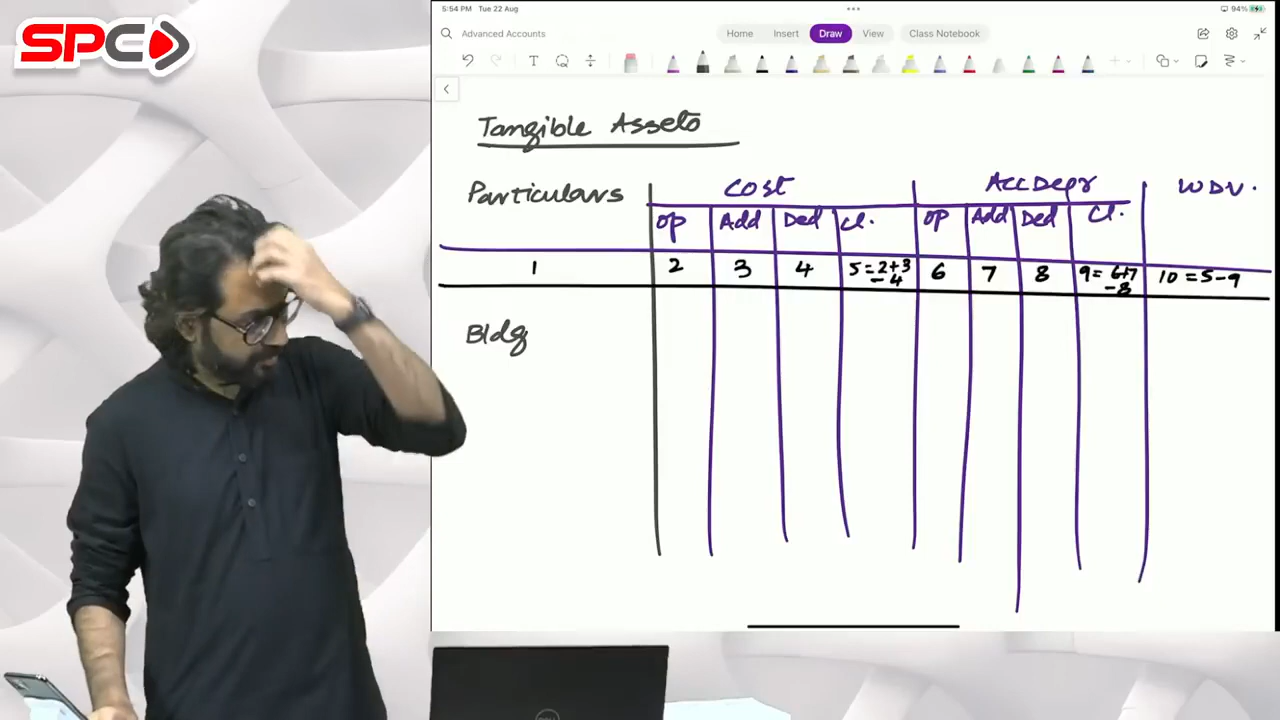 SPC
5:54 PM Tue 22 Aug
94%
Advanced Accounts
Home Insert Draw View Class Notebook
Tangible Assets
Particulars Cost Acc Depr W D V.
Op Add Ded Cl. Op Add Ded Cl.
1 2 3 4 5 = 2+3 - 4 6 7 8 9 = 6+7 - 8 10 = 5 - 9
Bldg
DELL